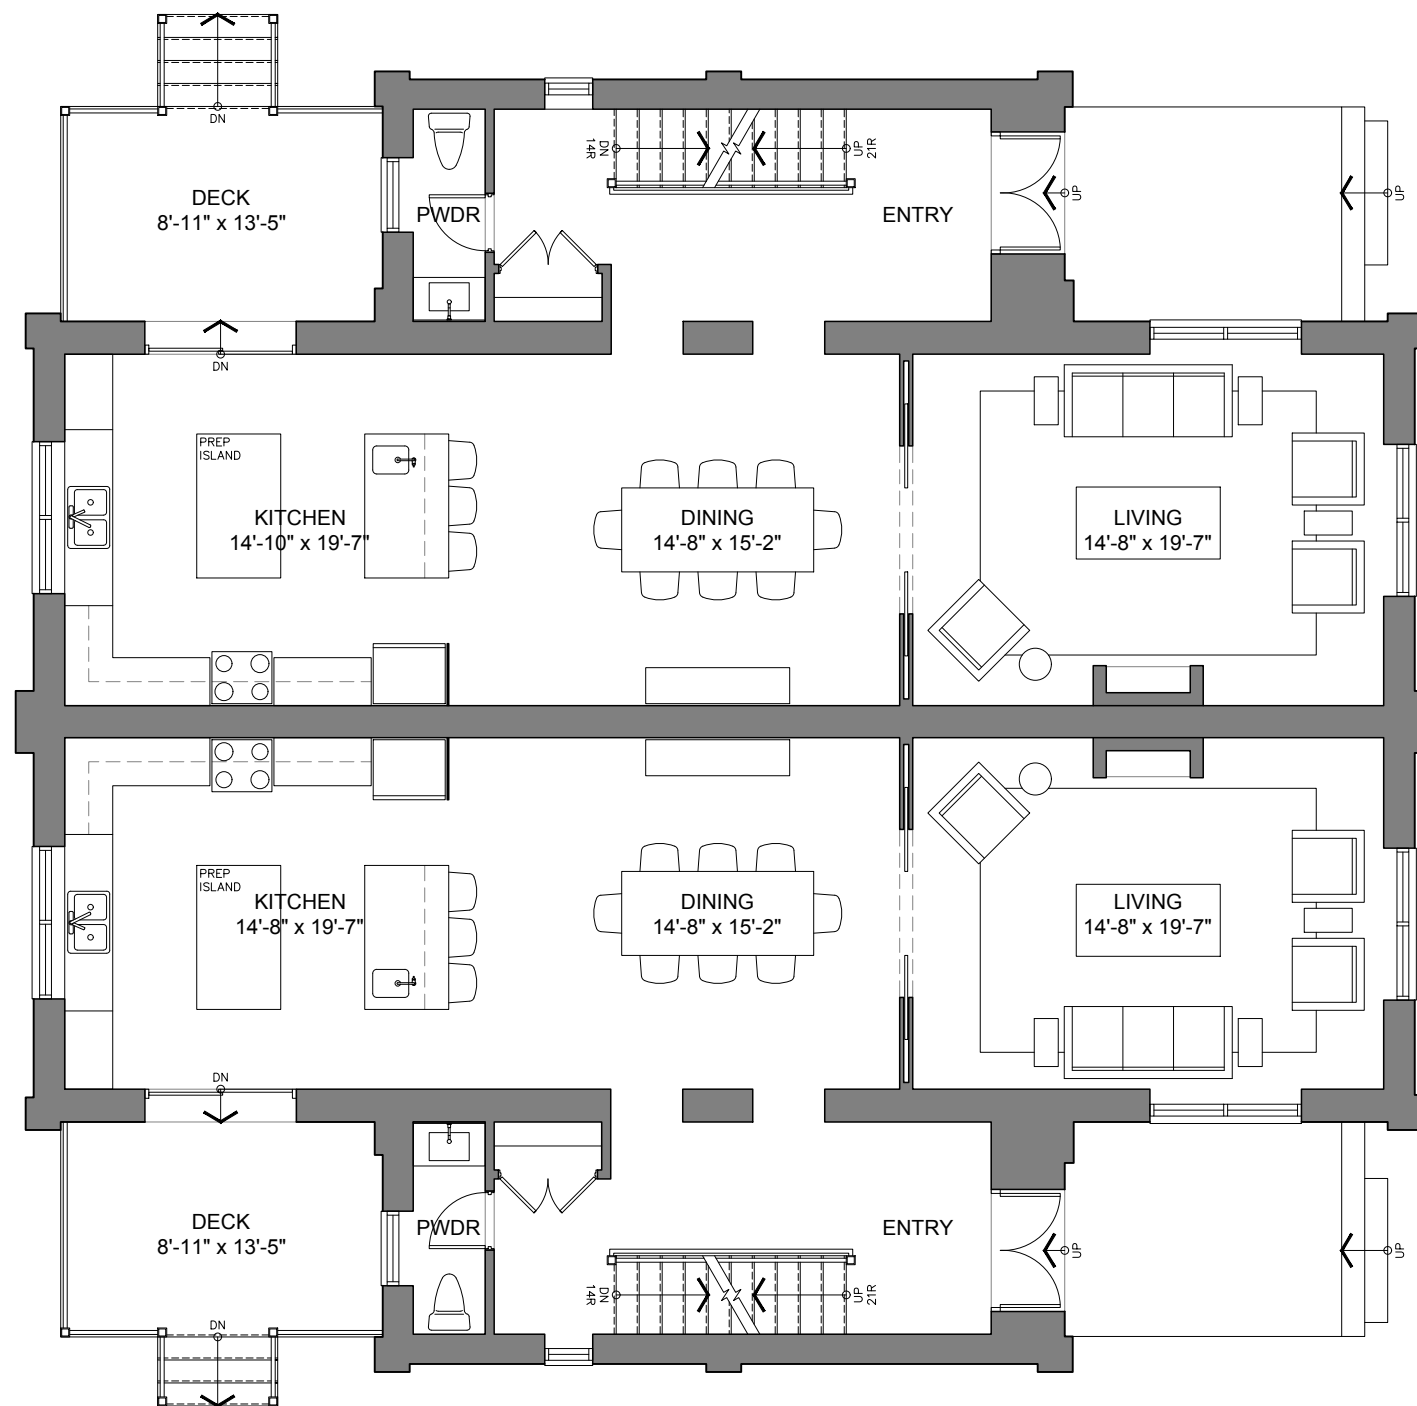 DN
DECK
8'-11" x 13'-5"
PWDR
DN
14R
UP
21R
ENTRY
UP
UP
DN
PREP
ISLAND
KITCHEN
14'-10" x 19'-7"
DINING
14'-8" x 15'-2"
LIVING
14'-8" x 19'-7"
PREP
ISLAND
KITCHEN
14'-8" x 19'-7"
DINING
14'-8" x 15'-2"
LIVING
14'-8" x 19'-7"
DN
DECK
8'-11" x 13'-5"
PWDR
ENTRY
UP
UP
DN
14R
UP
21R
DN